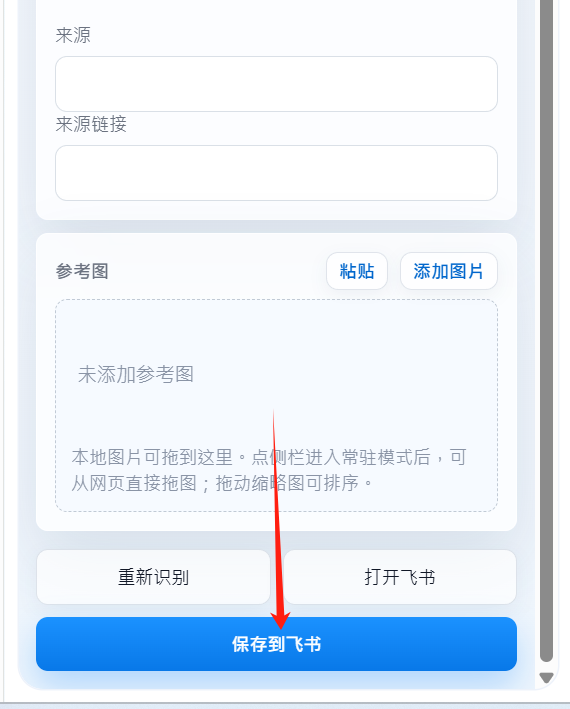 来源
来源链接
参考图
粘贴
添加图片
未添加参考图
本地图片可拖到这里。点侧栏进入常驻模式后，可
从网页直接拖图；拖动缩略图可排序。
重新识别
打开飞书
保存到飞书